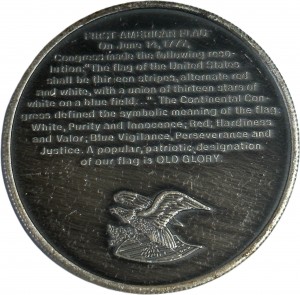 FIRST AMERICAN FLAG
On June 14, 1777,
Congress made the following reso-
lution: "The flag of the United States
shall be thirteen stripes, alternate red
and white, with a union of thirteen stars of
white on a blue field. . .". The Continental Con-
gress defined the symbolic meaning of the flag.
White, Purity and Innocence, Red, Hardiness
and Valor; Blue Vigilance, Perseverance and
Justice. A popular, patriotic designation
of our flag is OLD GLORY.